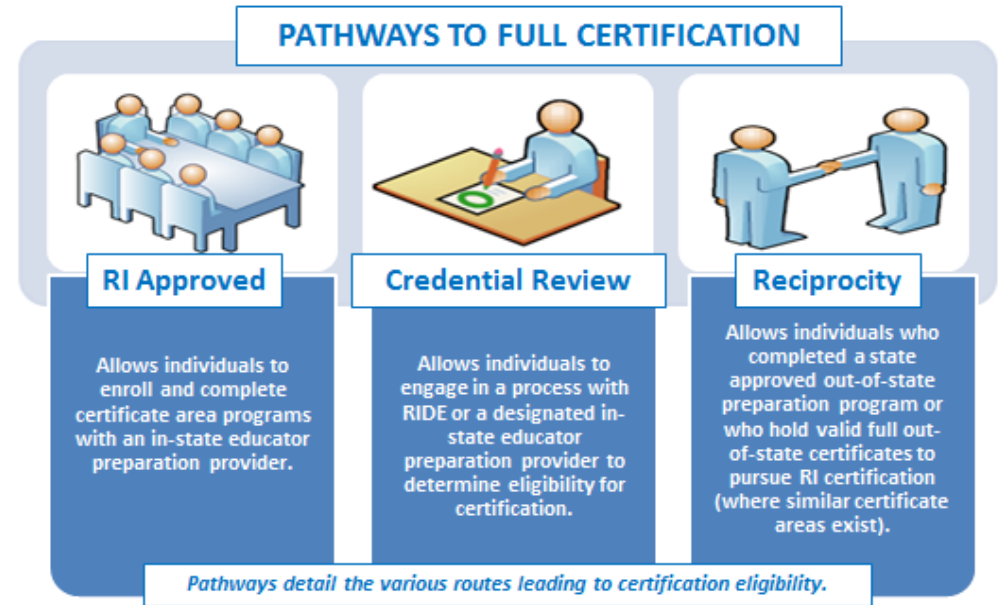 PATHWAYS TO FULL CERTIFICATION
RI Approved
Allows individuals to
enroll and complete
certificate area programs
with an in-state educator
preparation provider.
Credential Review
Allows individuals to
engage in a process with
RIDE or a designated in-
state educator
preparation provider to
determine eligibility for
certification.
Reciprocity
Allows individuals who
completed a state
approved out-of-state
preparation program or
who hold valid full out-
of-state certificates to
pursue RI certification
(where similar certificate
areas exist).
Pathways detail the various routes leading to certification eligibility.